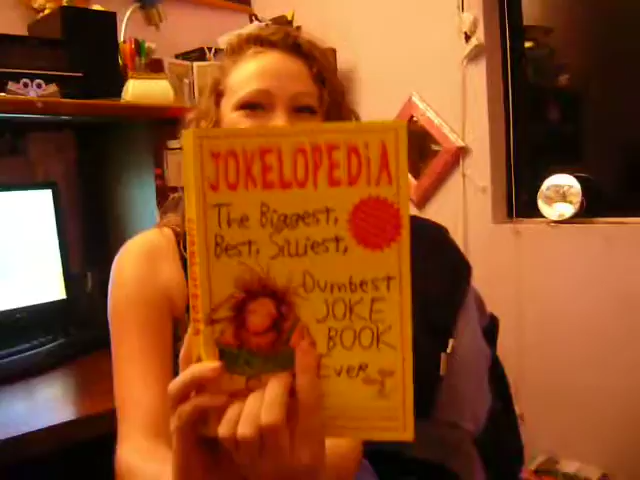 JOKELOPEDiA
The Biggest,
Best, Silliest,
Dumbest
JOKE
BOOK
Ever